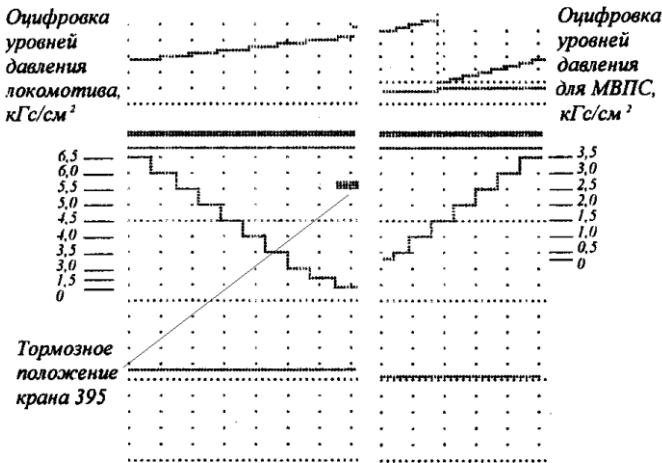 Оцифровка
уровней
давления
локомотива,
кГс/см²
6,5
6,0
5,5
5,0
4,5
4,0
3,5
3,0
1,5
0
Тормозное
положение
крана 395
Оцифровка
уровней
давления
для МВПС,
кГс/см²
3,5
3,0
2,5
2,0
1,5
1,0
0,5
0